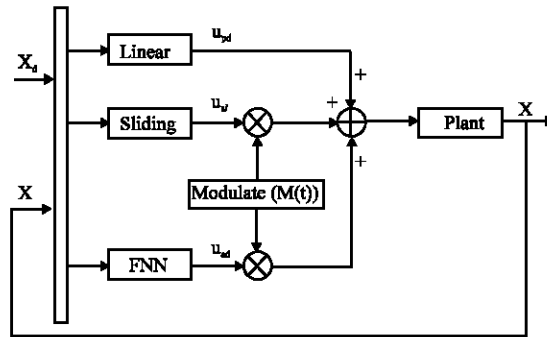 Linear
u_pd
X_d
+
+
Sliding
u_sl
X
Plant
+
X
Modulate (M(t))
FNN
u_ad